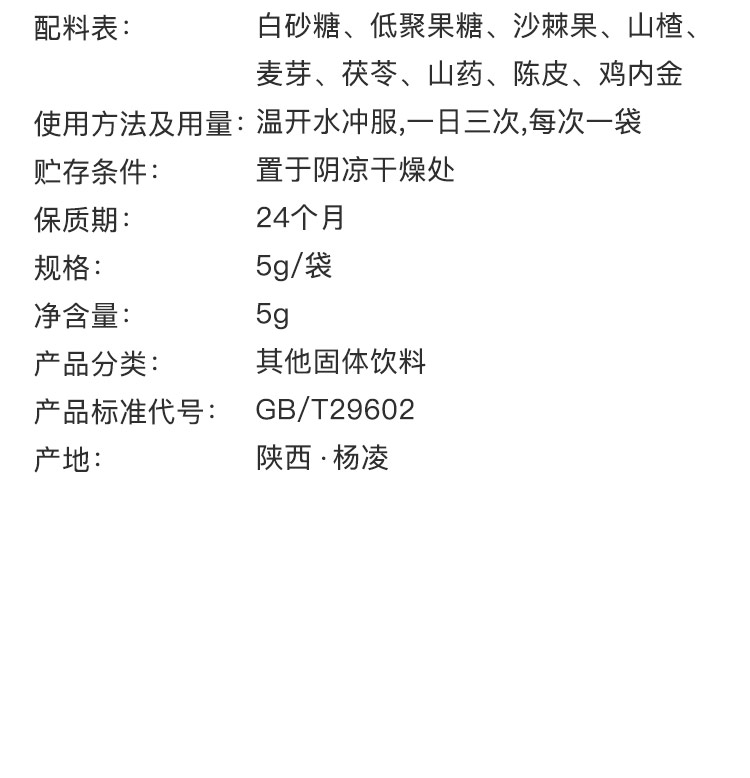 配料表： 白砂糖、低聚果糖、沙棘果、山楂、
麦芽、茯苓、山药、陈皮、鸡内金
使用方法及用量：温开水冲服,一日三次,每次一袋
贮存条件： 置于阴凉干燥处
保质期： 24个月
规格： 5g/袋
净含量： 5g
产品分类： 其他固体饮料
产品标准代号： GB/T29602
产地： 陕西·杨凌